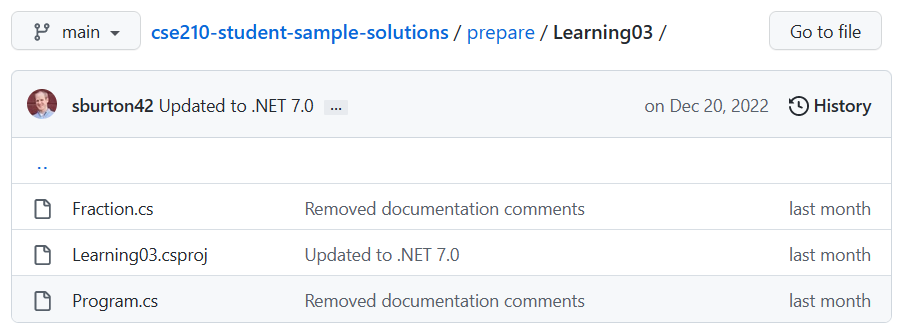 main cse210-student-sample-solutions / prepare / Learning03 / Go to file
sburton42 Updated to .NET 7.0 ... on Dec 20, 2022 History
..
Fraction.cs Removed documentation comments last month
Learning03.csproj Updated to .NET 7.0 last month
Program.cs Removed documentation comments last month